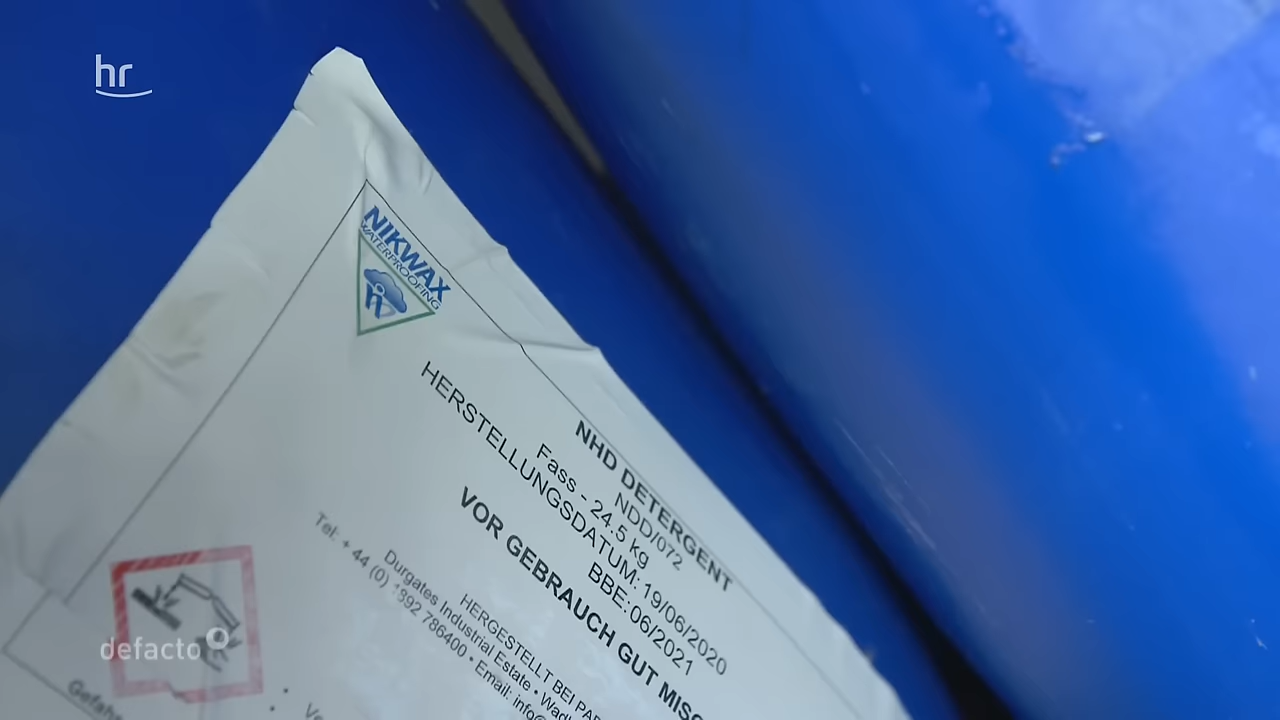 hr
NIKWAX
WATERPROOFING
NHD DETERGENT
NDD/072
Fass - 24.5 kg
HERSTELLUNGSDATUM: 19/06/2020
BBE: 06/2021
VOR GEBRAUCH GUT
HERGESTELLT BEI
Durgates Industrial Estate •
Tel: + 44 (0) 1892 786400 • Email:
defacto